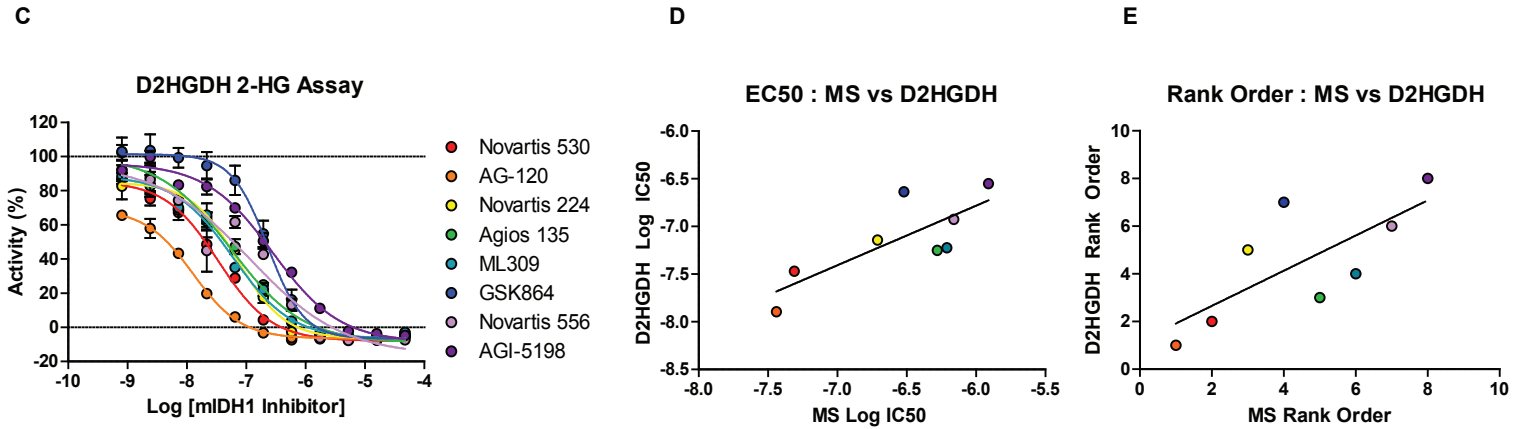 C
D
E
D2HGDH 2-HG Assay
120
100
80
60
40
20
0
-20
Activity (%)
-10
-9
-8
-7
-6
-5
-4
Log [mIDH1 Inhibitor]
Novartis 530
AG-120
Novartis 224
Agios 135
ML309
GSK864
Novartis 556
AGI-5198
EC50 : MS vs D2HGDH
-6.0
-6.5
-7.0
-7.5
-8.0
-8.5
D2HGDH Log IC50
-8.0
-7.5
-7.0
-6.5
-6.0
-5.5
MS Log IC50
Rank Order : MS vs D2HGDH
10
8
6
4
2
0
D2HGDH Rank Order
0
2
4
6
8
10
MS Rank Order